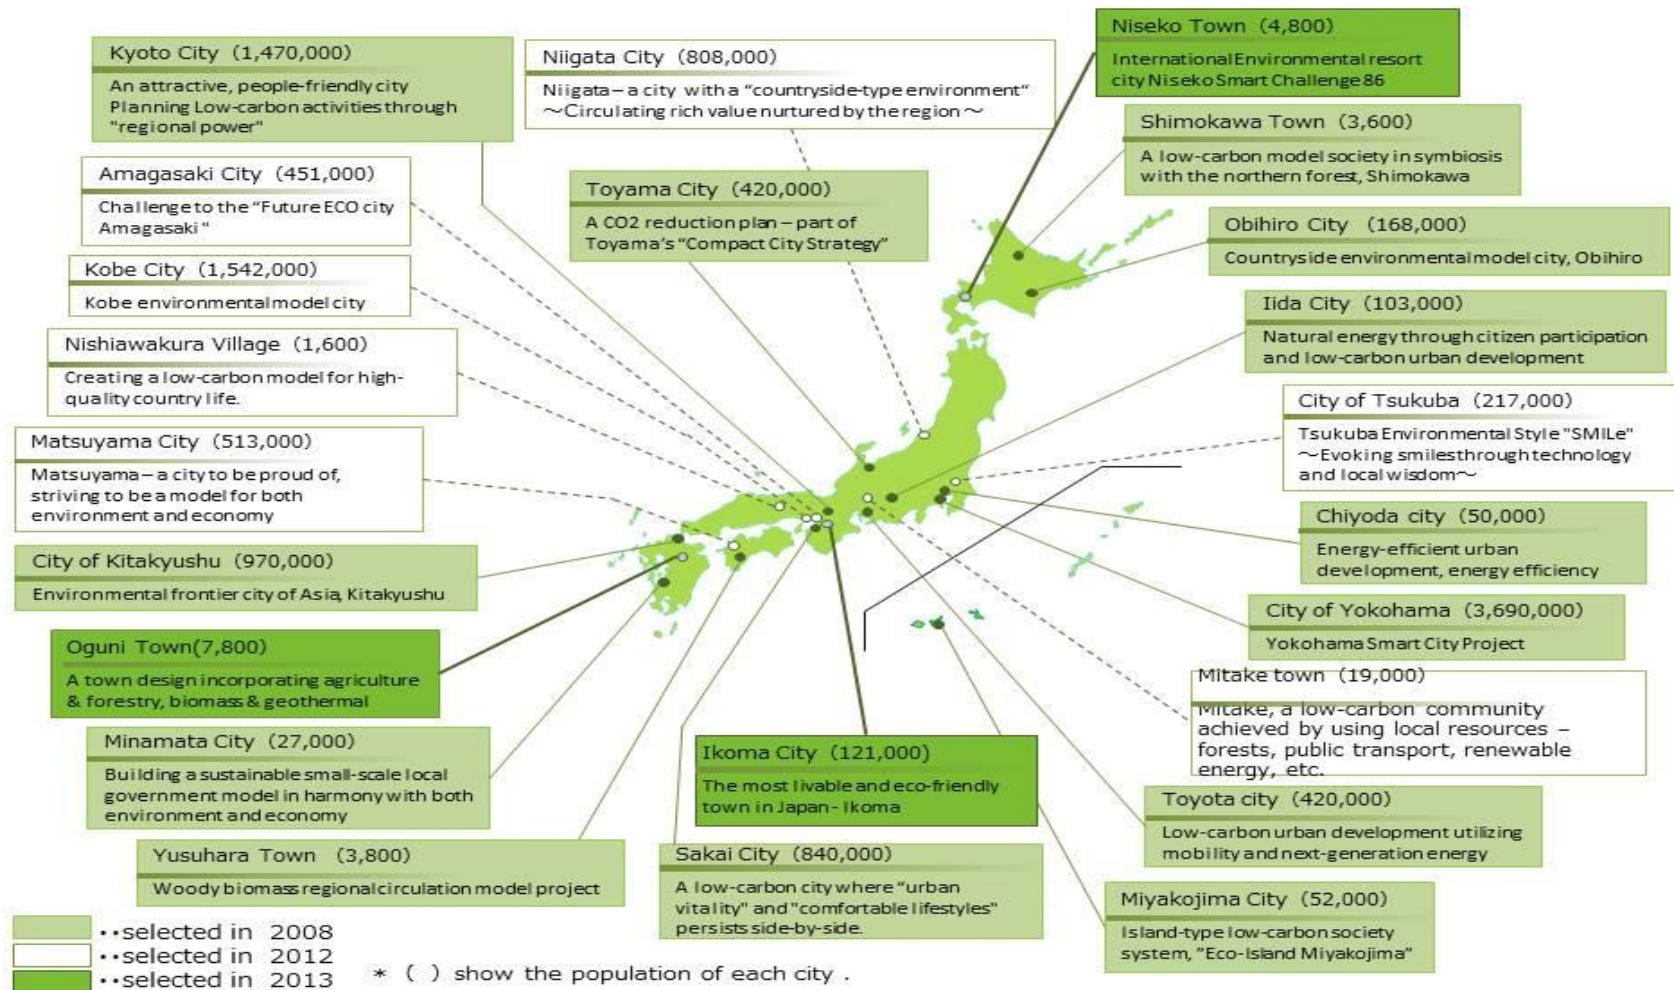 Kyoto City (1,470,000)
An attractive, people-friendly city
Planning Low-carbon activities through
"regional power"
Niigata City (808,000)
Niigata – a city with a "countryside-type environment"
～Circulating rich value nurtured by the region～
Niseko Town (4,800)
International Environmental resort
city Niseko Smart Challenge 86
Amagasaki City (451,000)
Challenge to the "Future ECO city
Amagasaki "
Toyama City (420,000)
A CO2 reduction plan – part of
Toyama's "Compact City Strategy"
Shimokawa Town (3,600)
A low-carbon model society in symbiosis
with the northern forest, Shimokawa
Kobe City (1,542,000)
Kobe environmental model city
Obihiro City (168,000)
Countryside environmental model city, Obihiro
Nishiawakura Village (1,600)
Creating a low-carbon model for high-
quality country life.
Iida City (103,000)
Natural energy through citizen participation
and low-carbon urban development
Matsuyama City (513,000)
Matsuyama – a city to be proud of,
striving to be a model for both
environment and economy
City of Tsukuba (217,000)
Tsukuba Environmental Style "SMILe"
～Evoking smiles through technology
and local wisdom～
City of Kitakyushu (970,000)
Environmental frontier city of Asia, Kitakyushu
Chiyoda city (50,000)
Energy-efficient urban
development, energy efficiency
Oguni Town(7,800)
A town design incorporating agriculture
& forestry, biomass & geothermal
City of Yokohama (3,690,000)
Yokohama Smart City Project
Minamata City (27,000)
Building a sustainable small-scale local
government model in harmony with both
environment and economy
Ikoma City (121,000)
The most livable and eco-friendly
town in Japan - Ikoma
Mitake town (19,000)
Mitake, a low-carbon community
achieved by using local resources –
forests, public transport, renewable
energy, etc.
Yusuhara Town (3,800)
Woody biomass regional circulation model project
Sakai City (840,000)
A low-carbon city where "urban
vitality" and "comfortable lifestyles"
persists side-by-side.
Toyota city (420,000)
Low-carbon urban development utilizing
mobility and next-generation energy
Miyakojima City (52,000)
Island-type low-carbon society
system, "Eco-Island Miyakojima"
··selected in 2008
··selected in 2012
··selected in 2013
* ( ) show the population of each city .